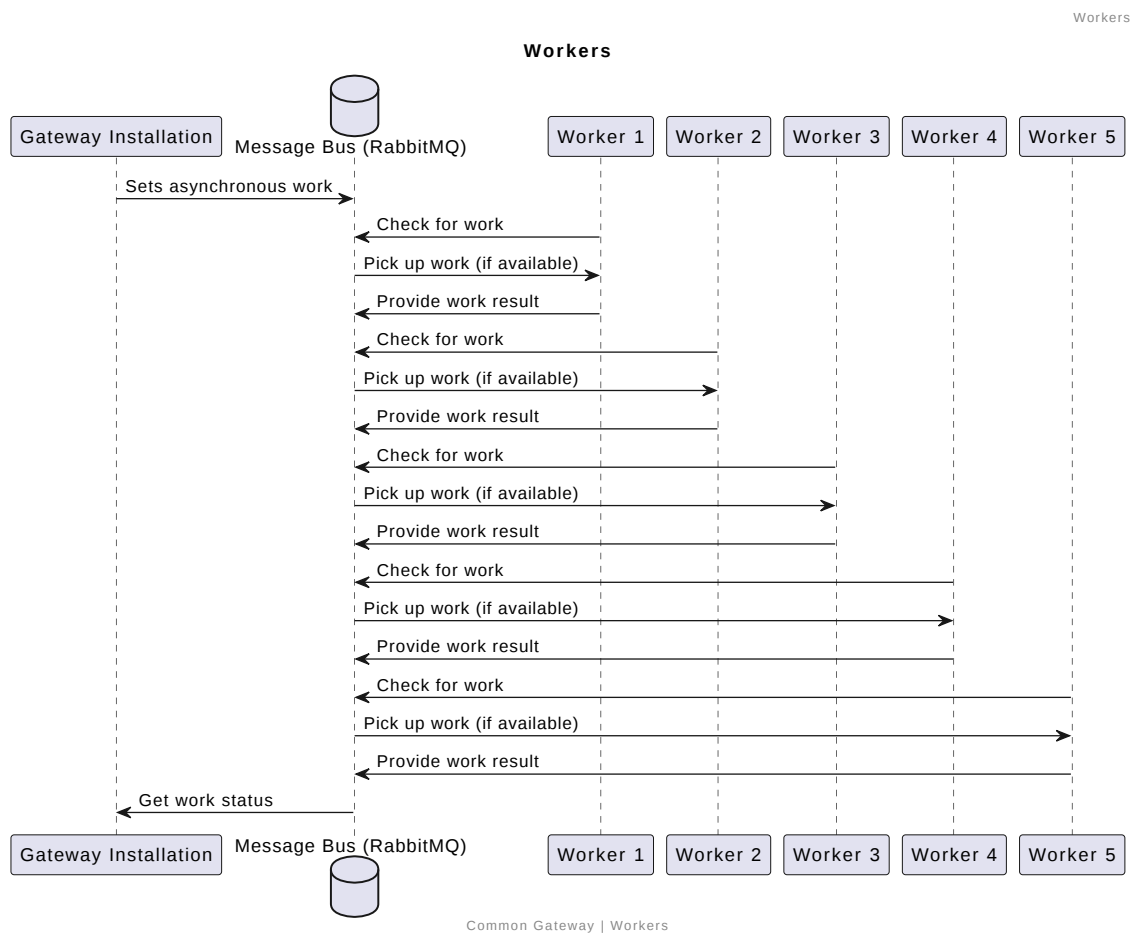 Workers
Workers
Gateway Installation
Message Bus (RabbitMQ)
Worker 1
Worker 2
Worker 3
Worker 4
Worker 5
Sets asynchronous work
Check for work
Pick up work (if available)
Provide work result
Check for work
Pick up work (if available)
Provide work result
Check for work
Pick up work (if available)
Provide work result
Check for work
Pick up work (if available)
Provide work result
Check for work
Pick up work (if available)
Provide work result
Get work status
Gateway Installation
Message Bus (RabbitMQ)
Worker 1
Worker 2
Worker 3
Worker 4
Worker 5
Common Gateway | Workers